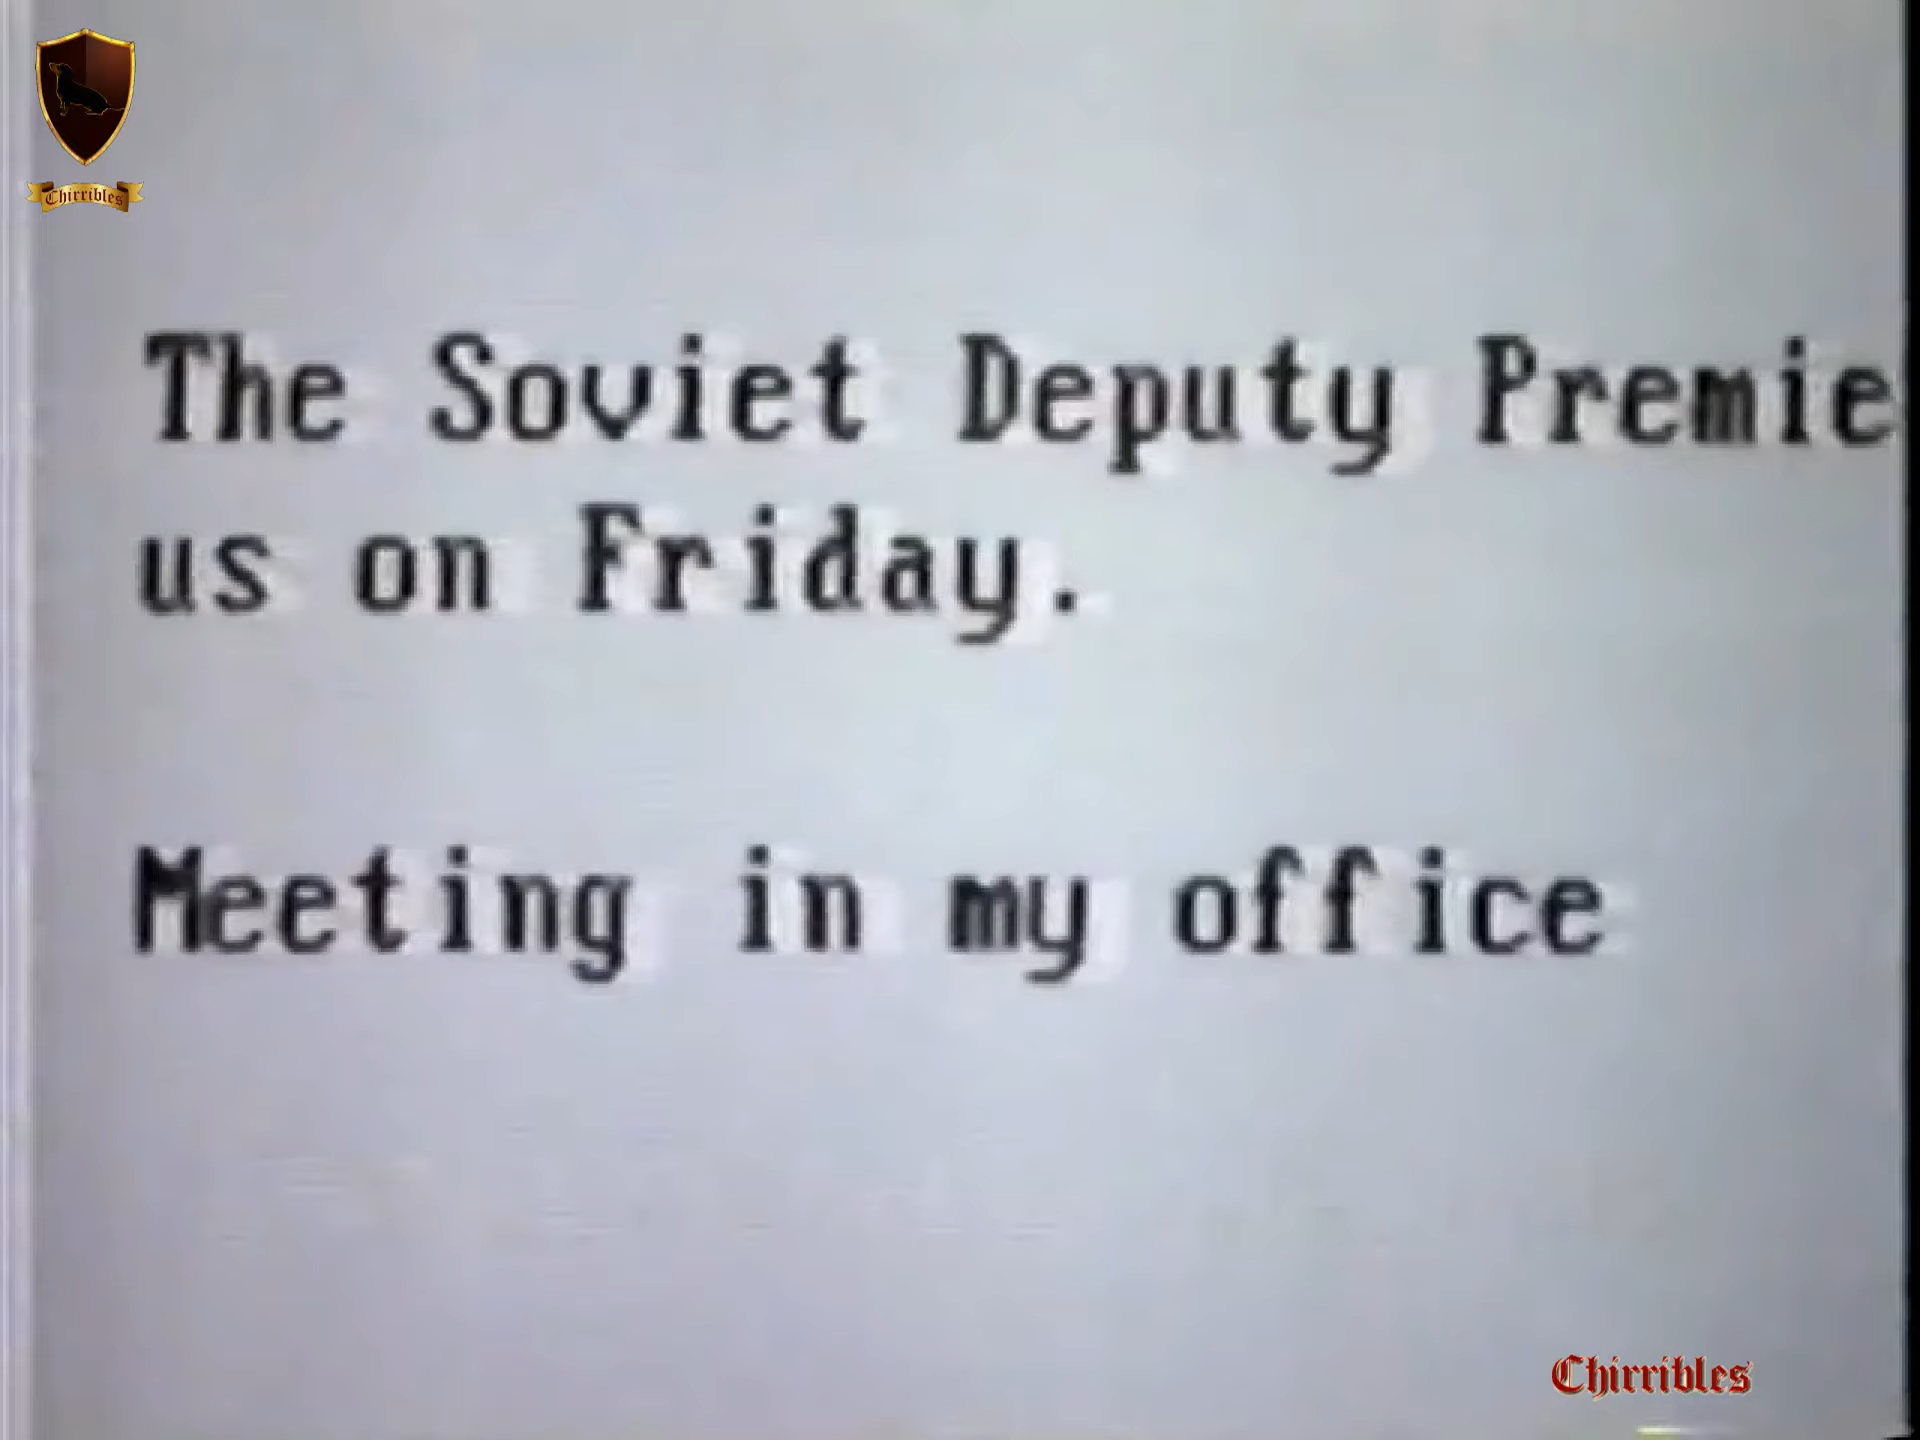 Chirribles
The Soviet Deputy Premie
us on Friday.
Meeting in my office
Chirribles